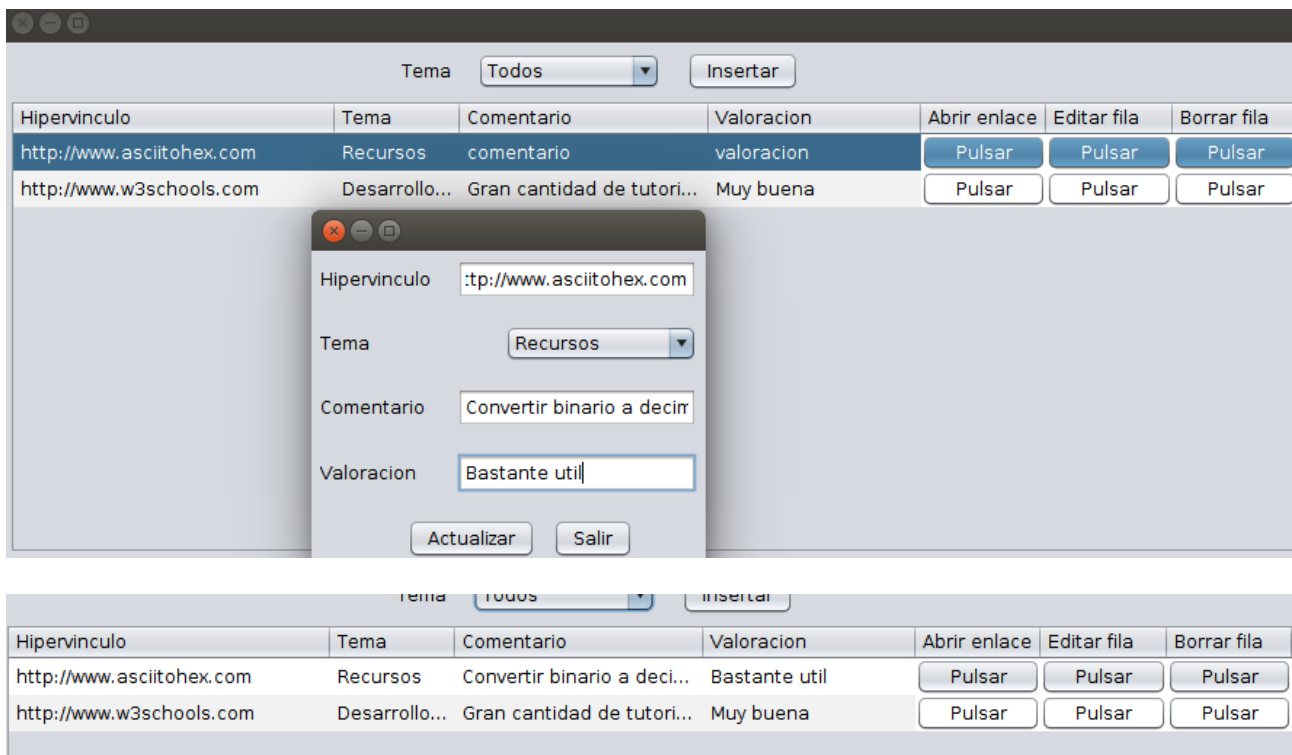 Tema Todos Insertar
Hipervinculo Tema Comentario Valoracion Abrir enlace Editar fila Borrar fila
http://www.asciitohex.com Recursos comentario valoracion Pulsar Pulsar Pulsar
http://www.w3schools.com Desarrollo... Gran cantidad de tutori... Muy buena Pulsar Pulsar Pulsar
Hipervinculo :tp://www.asciitohex.com
Tema Recursos
Comentario Convertir binario a decim
Valoracion Bastante util
Actualizar Salir
Tema Todos Insertar
Hipervinculo Tema Comentario Valoracion Abrir enlace Editar fila Borrar fila
http://www.asciitohex.com Recursos Convertir binario a deci... Bastante util Pulsar Pulsar Pulsar
http://www.w3schools.com Desarrollo... Gran cantidad de tutori... Muy buena Pulsar Pulsar Pulsar